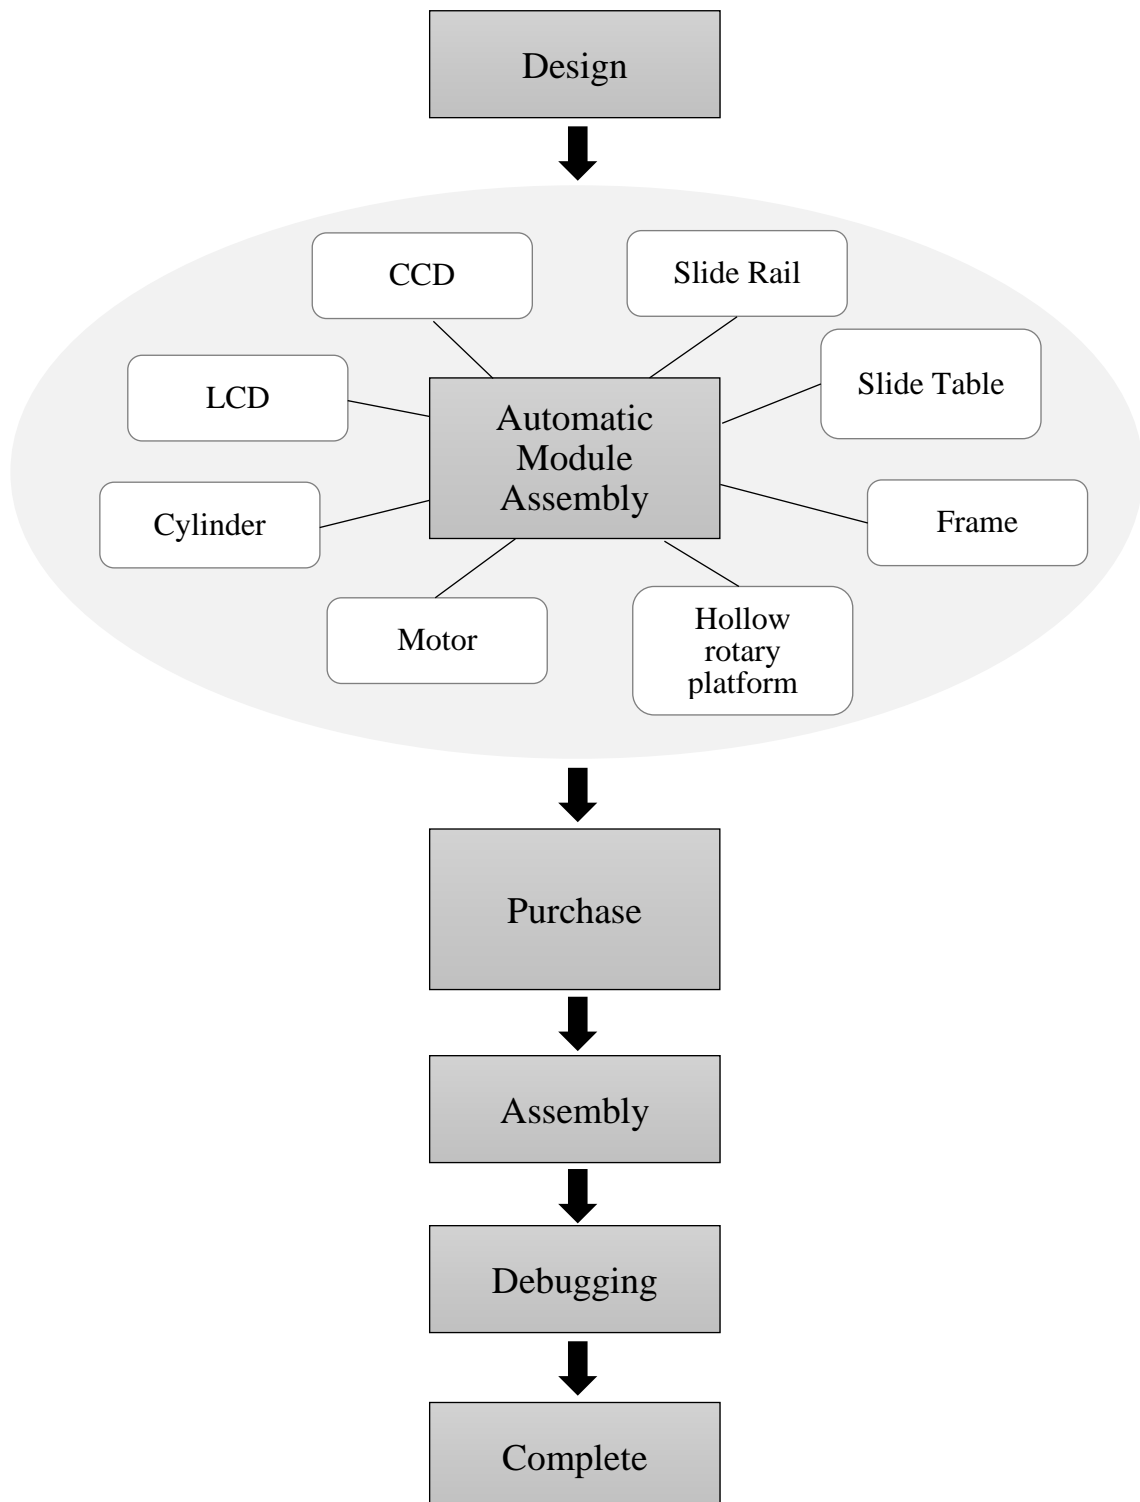 Design
CCD
Slide Rail
LCD
Slide Table
Automatic
Module
Assembly
Cylinder
Frame
Motor
Hollow
rotary
platform
Purchase
Assembly
Debugging
Complete